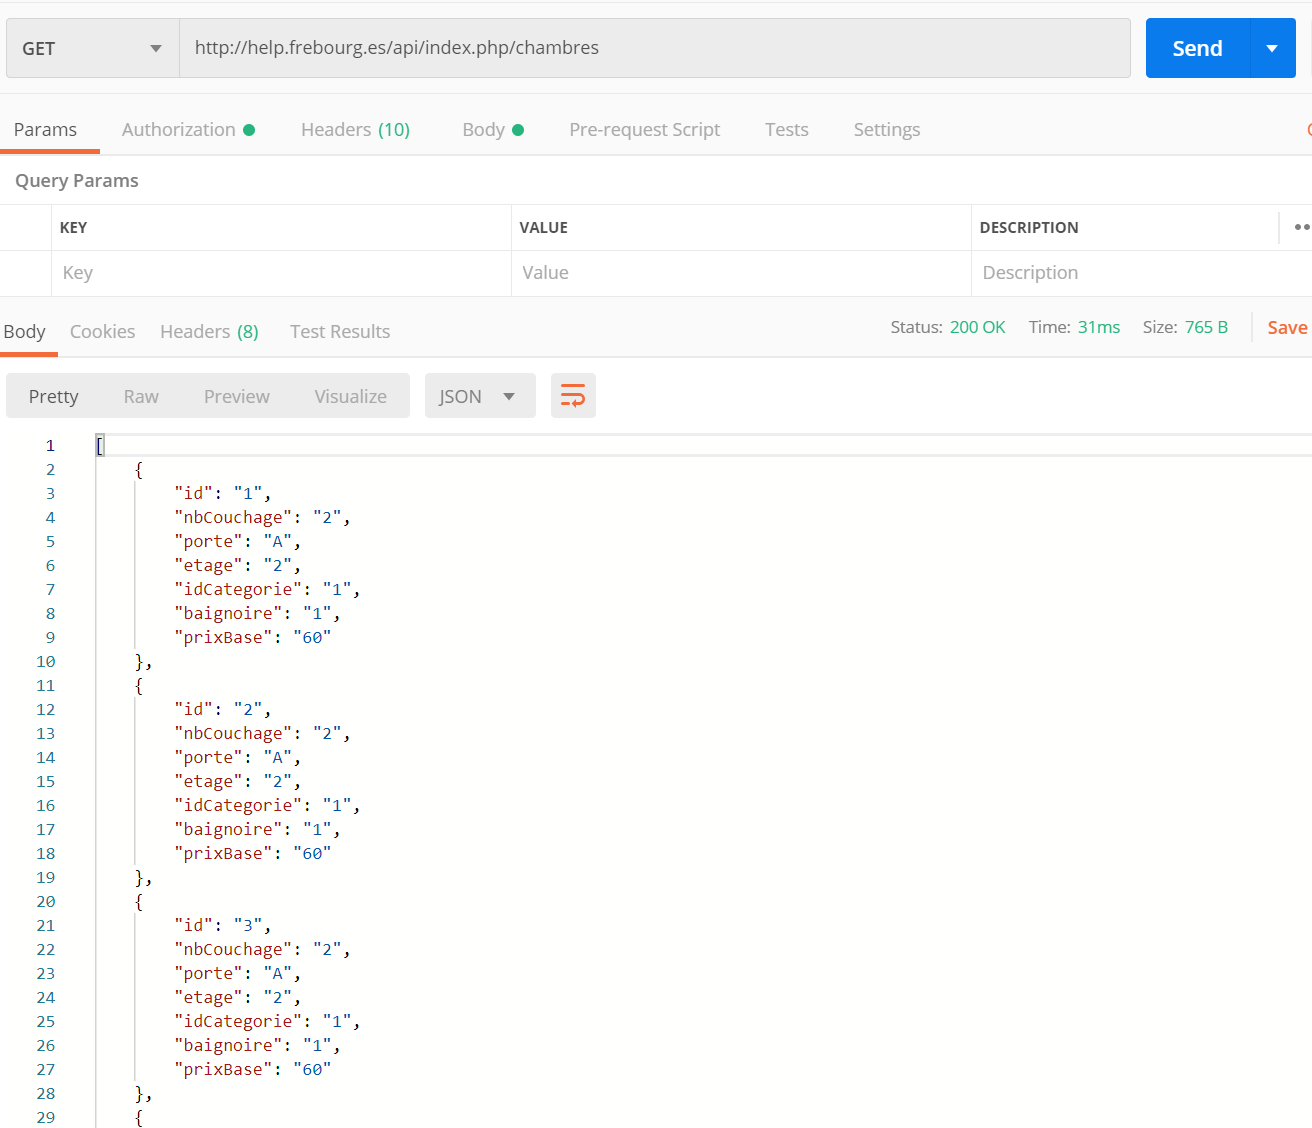 GET http://help.frebourg.es/api/index.php/chambres Send
Params Authorization Headers (10) Body Pre-request Script Tests Settings
Query Params
KEY VALUE DESCRIPTION
Key Value Description
Body Cookies Headers (8) Test Results Status: 200 OK Time: 31ms Size: 765 B Save
Pretty Raw Preview Visualize JSON
1 [
2 {
3 "id": "1",
4 "nbCouchage": "2",
5 "porte": "A",
6 "etage": "2",
7 "idCategorie": "1",
8 "baignoire": "1",
9 "prixBase": "60"
10 },
11 {
12 "id": "2",
13 "nbCouchage": "2",
14 "porte": "A",
15 "etage": "2",
16 "idCategorie": "1",
17 "baignoire": "1",
18 "prixBase": "60"
19 },
20 {
21 "id": "3",
22 "nbCouchage": "2",
23 "porte": "A",
24 "etage": "2",
25 "idCategorie": "1",
26 "baignoire": "1",
27 "prixBase": "60"
28 },
29 {